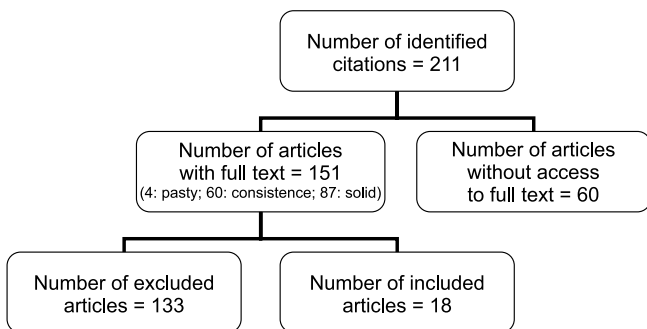 Number of identified
citations = 211
Number of articles
with full text = 151
(4: pasty; 60: consistence; 87: solid)
Number of articles
without access
to full text = 60
Number of excluded
articles = 133
Number of included
articles = 18